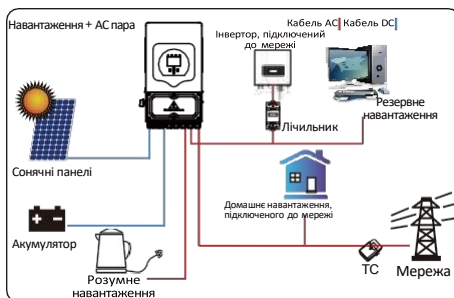 Навантаження + АС пара
Кабель AC Кабель DC
Інвертор, підключений
до мережі
Лічильник
Резервне
навантаження
Сонячні панелі
Домашнє навантаження,
підключеного до мережі
Акумулятор
Розумне
навантаження
ТС
Мережа